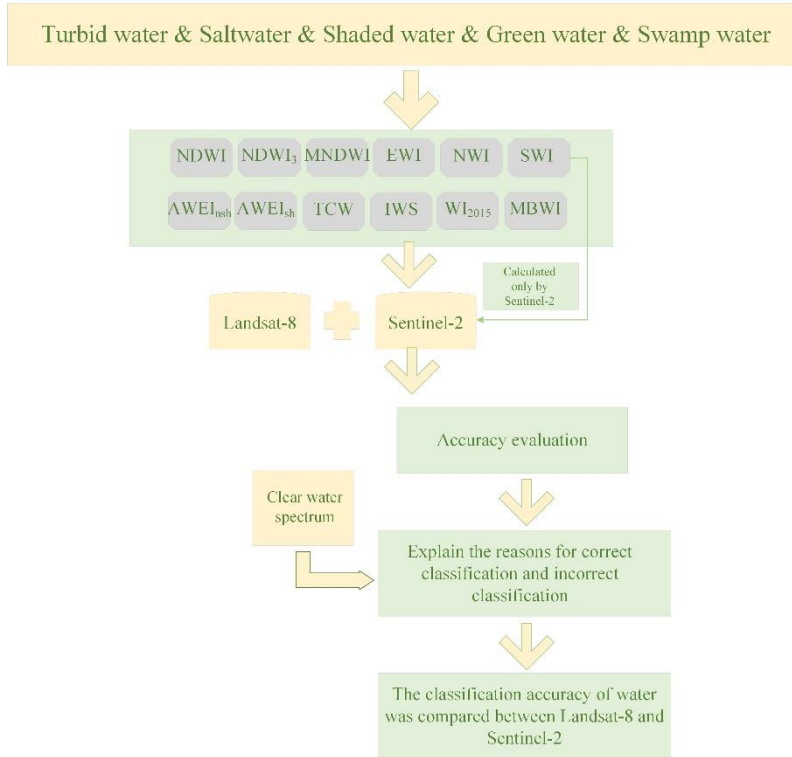 Turbid water & Saltwater & Shaded water & Green water & Swamp water
NDWI NDWI₃ MNDWI EWI NWI SWI
AWEIₙₛₕ AWEIₛₕ TCW IWS WI₂₀₁₅ MBWI
Calculated
only by
Sentinel-2
Landsat-8
Sentinel-2
Accuracy evaluation
Clear water
spectrum
Explain the reasons for correct
classification and incorrect
classification
The classification accuracy of water
was compared between Landsat-8 and
Sentinel-2